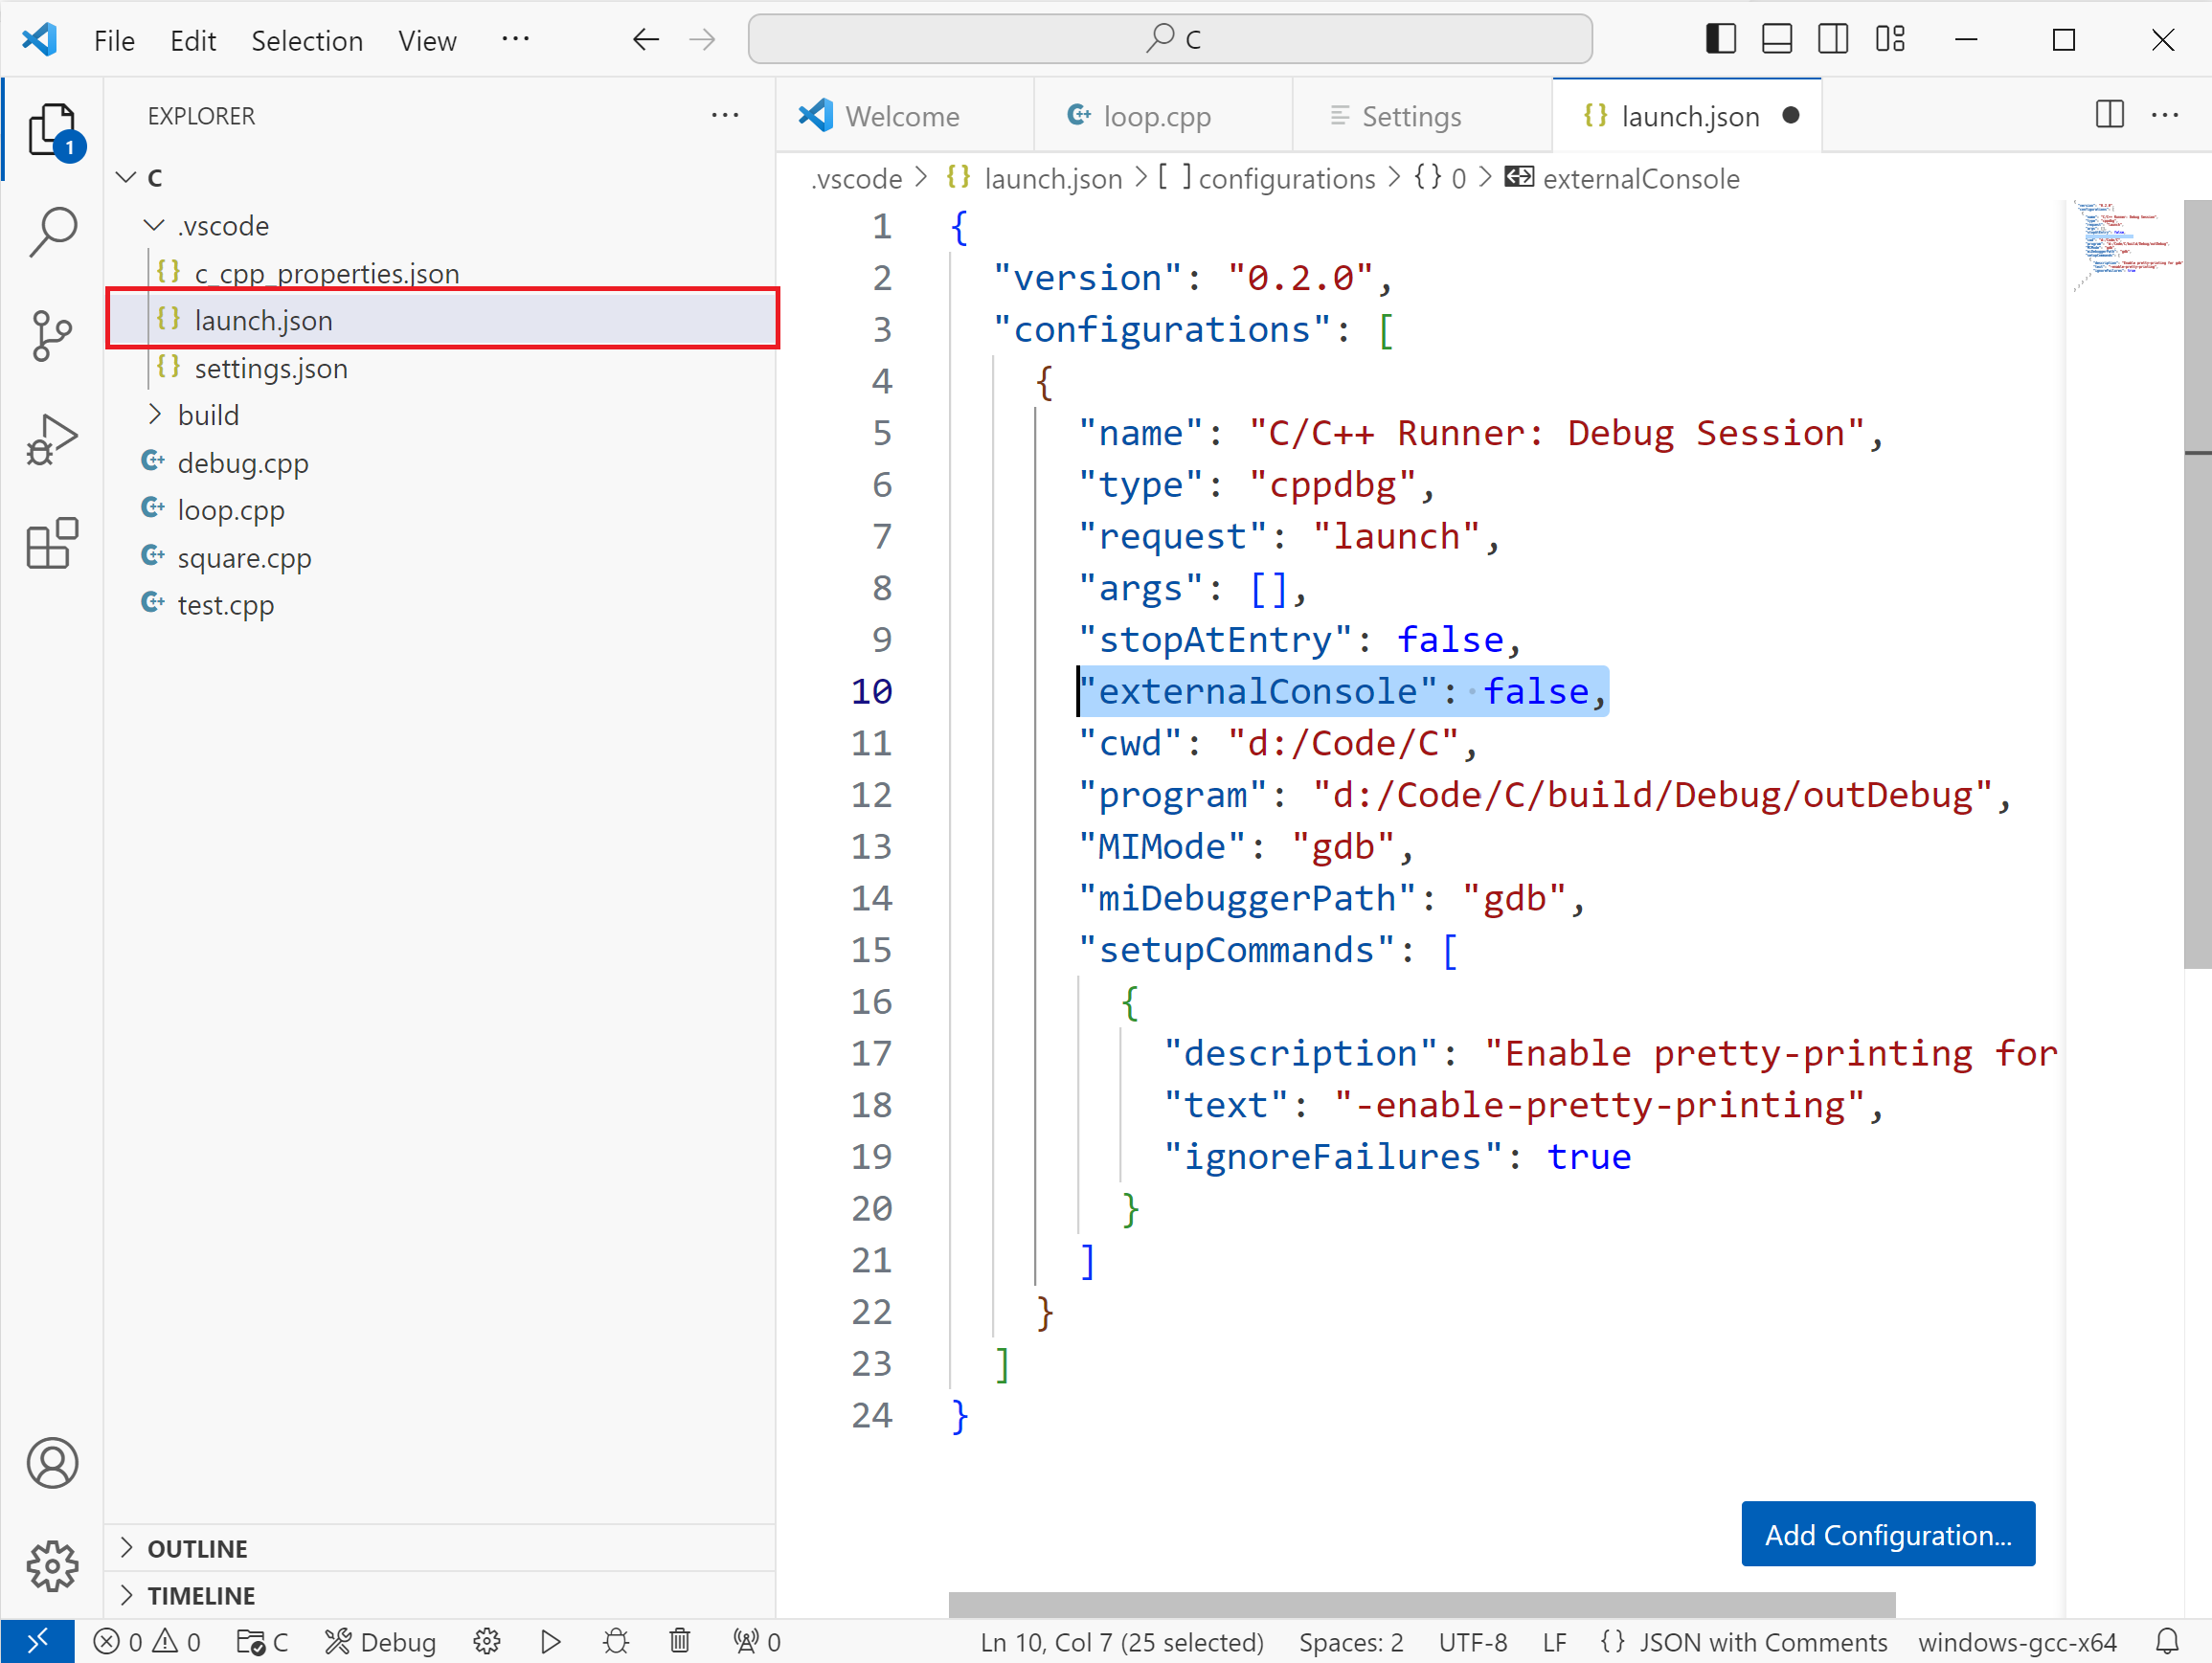 File Edit Selection View ··· C
EXPLORER ···
1
C
.vscode
{} c_cpp_properties.json
{} launch.json
{} settings.json
build
debug.cpp
loop.cpp
square.cpp
test.cpp
OUTLINE
TIMELINE
Welcome loop.cpp Settings {} launch.json ● ···
.vscode > {} launch.json > [ ] configurations > {} 0 > externalConsole
1 {
2 "version": "0.2.0",
3 "configurations": [
4 {
5 "name": "C/C++ Runner: Debug Session",
6 "type": "cppdbg",
7 "request": "launch",
8 "args": [],
9 "stopAtEntry": false,
10 "externalConsole": false,
11 "cwd": "d:/Code/C",
12 "program": "d:/Code/C/build/Debug/outDebug",
13 "MIMode": "gdb",
14 "miDebuggerPath": "gdb",
15 "setupCommands": [
16 {
17 "description": "Enable pretty-printing for
18 "text": "-enable-pretty-printing",
19 "ignoreFailures": true
20 }
21 ]
22 }
23 ]
24 }
Add Configuration...
0 0 C Debug 0 Ln 10, Col 7 (25 selected) Spaces: 2 UTF-8 LF {} JSON with Comments windows-gcc-x64